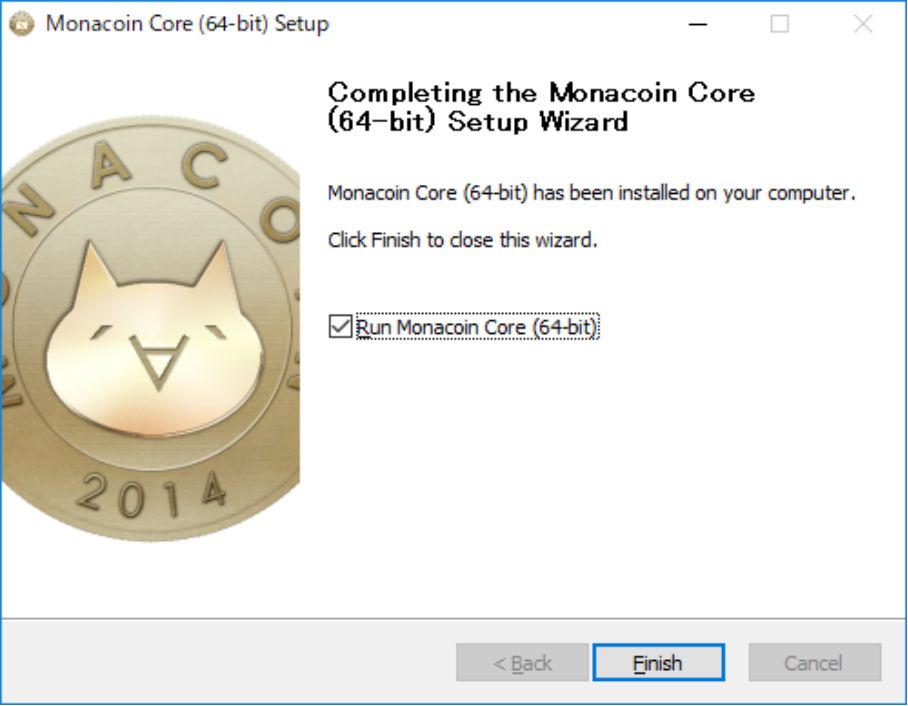 Monacoin Core (64-bit) Setup
Completing the Monacoin Core
(64-bit) Setup Wizard
Monacoin Core (64-bit) has been installed on your computer.
Click Finish to close this wizard.
Run Monacoin Core (64-bit)
NACO
2014
< Back
Finish
Cancel